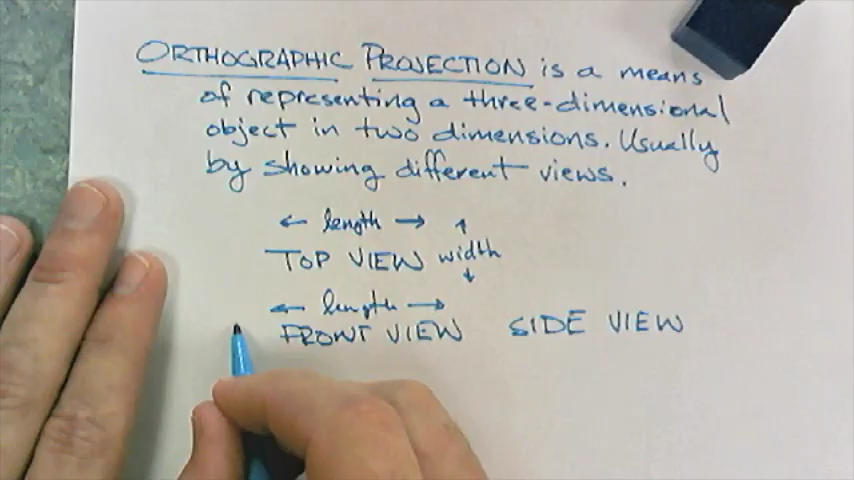 ORTHOGRAPHIC PROJECTION is a means
of representing a three-dimensional
object in two dimensions. Usually
by showing different views.
← length → ↑
TOP VIEW width
↓
← length →
FRONT VIEW SIDE VIEW